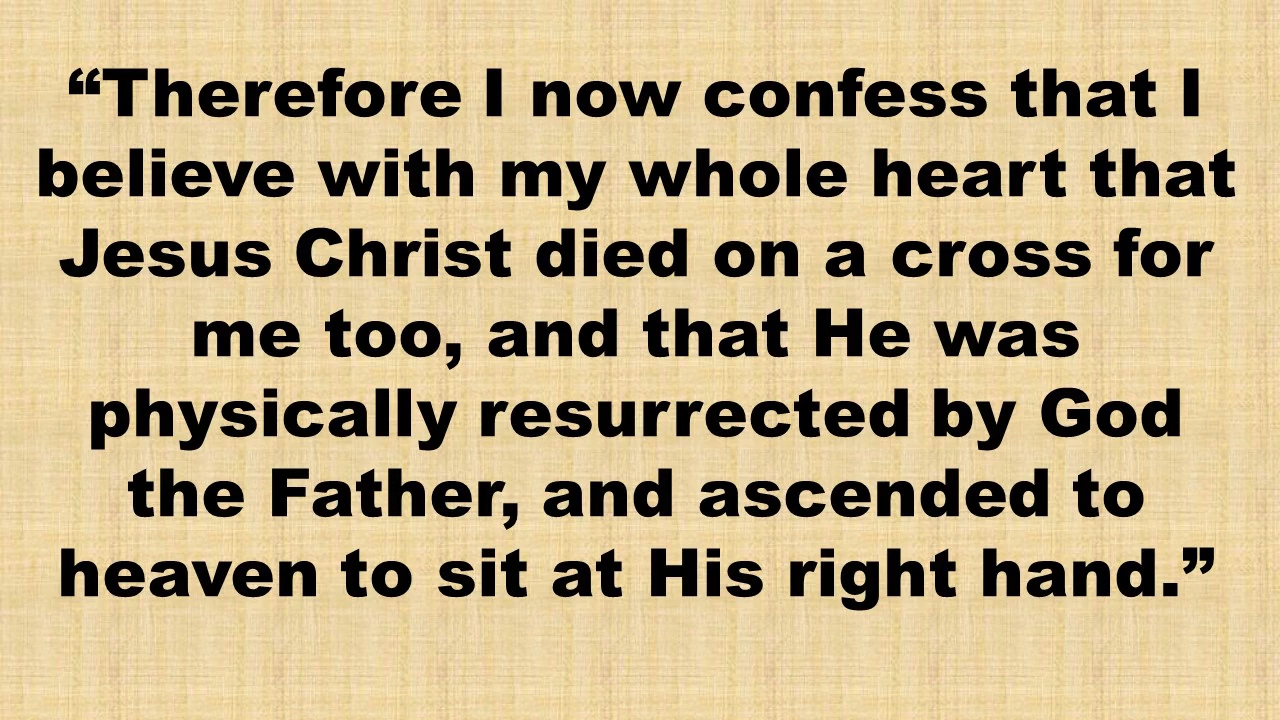 “Therefore I now confess that I
believe with my whole heart that
Jesus Christ died on a cross for
me too, and that He was
physically resurrected by God
the Father, and ascended to
heaven to sit at His right hand.”